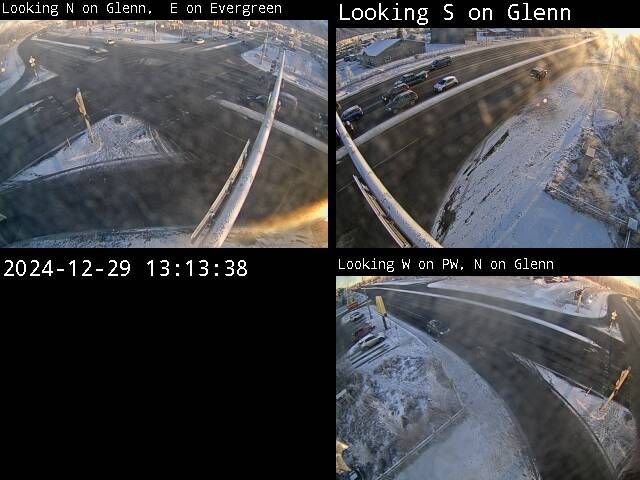 Looking N on Glenn,  E on Evergreen
Looking S on Glenn
2024-12-29 13:13:38
Looking W on PW, N on Glenn